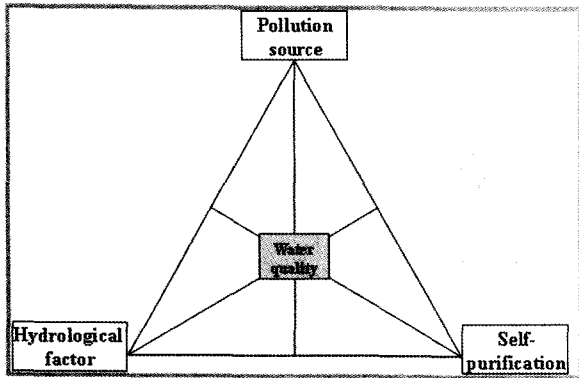 Pollution
source
Water
quality
Hydrological
factor
Self-
purification